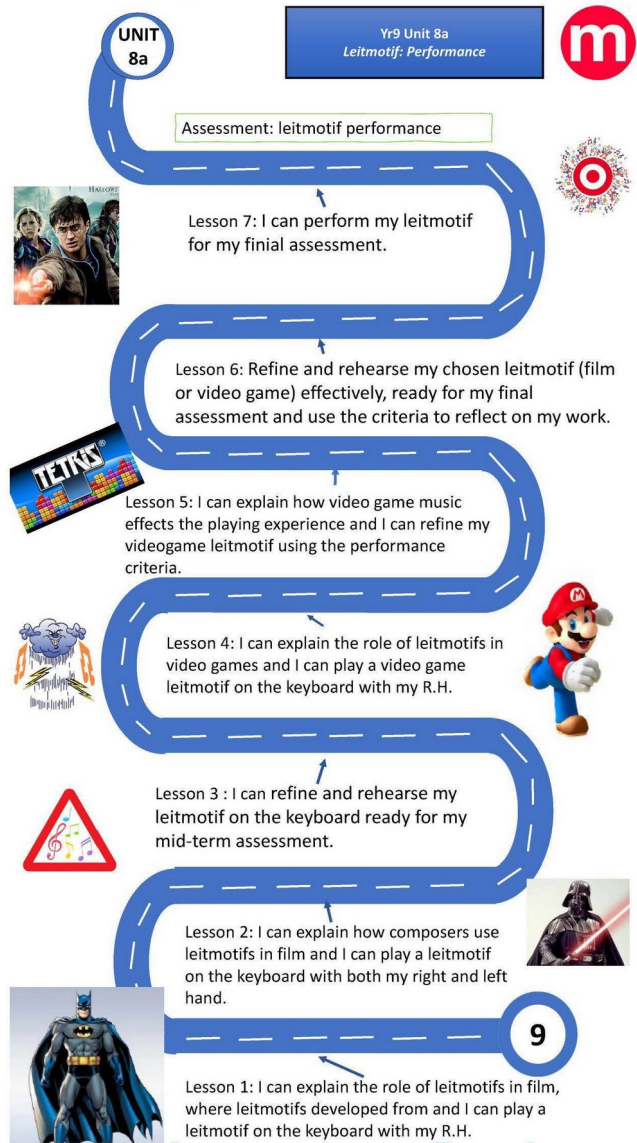 UNIT
8a
Yr9 Unit 8a
Leitmotif: Performance
m
Assessment: leitmotif performance
HALLOWS
Lesson 7: I can perform my leitmotif
for my finial assessment.
Lesson 6: Refine and rehearse my chosen leitmotif (film
or video game) effectively, ready for my final
assessment and use the criteria to reflect on my work.
TETRIS®
Lesson 5: I can explain how video game music
effects the playing experience and I can refine my
videogame leitmotif using the performance
criteria.
M
Lesson 4: I can explain the role of leitmotifs in
video games and I can play a video game
leitmotif on the keyboard with my R.H.
Lesson 3 : I can refine and rehearse my
leitmotif on the keyboard ready for my
mid-term assessment.
Lesson 2: I can explain how composers use
leitmotifs in film and I can play a leitmotif
on the keyboard with both my right and left
hand.
9
Lesson 1: I can explain the role of leitmotifs in film,
where leitmotifs developed from and I can play a
leitmotif on the keyboard with my R.H.